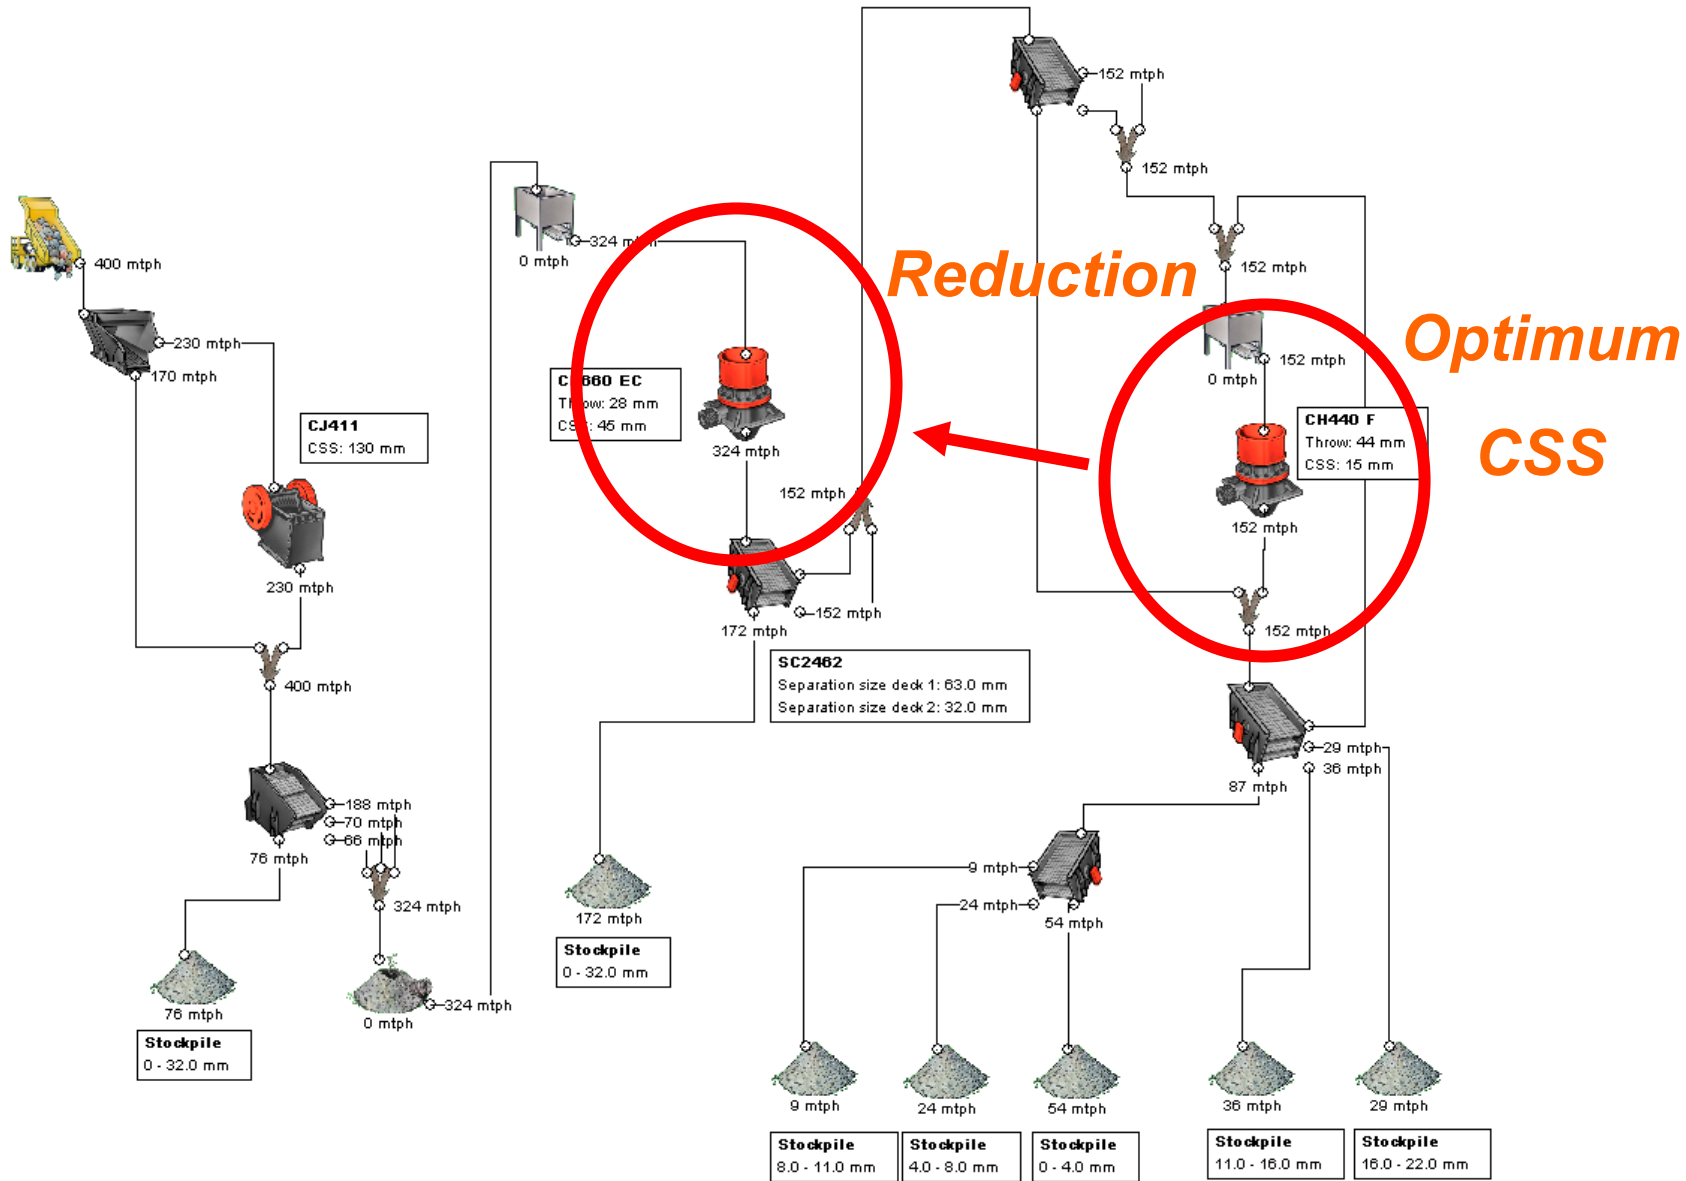 152 mtph
152 mtph
400 mtph
324 mtph
0 mtph
152 mtph
Reduction
Optimum
CSS
230 mtph
170 mtph
152 mtph
0 mtph
CJ411
CSS: 130 mm
660 EC
Throw: 28 mm
CSS: 45 mm
324 mtph
CH440 F
Throw: 44 mm
CSS: 15 mm
152 mtph
152 mtph
230 mtph
152 mtph
172 mtph
152 mtph
SC2462
Separation size deck 1: 63.0 mm
Separation size deck 2: 32.0 mm
400 mtph
29 mtph
36 mtph
87 mtph
188 mtph
70 mtph
66 mtph
76 mtph
9 mtph
24 mtph
54 mtph
324 mtph
172 mtph
Stockpile
0 - 32.0 mm
324 mtph
0 mtph
76 mtph
Stockpile
0 - 32.0 mm
9 mtph
24 mtph
54 mtph
36 mtph
29 mtph
Stockpile
8.0 - 11.0 mm
Stockpile
4.0 - 8.0 mm
Stockpile
0 - 4.0 mm
Stockpile
11.0 - 16.0 mm
Stockpile
16.0 - 22.0 mm